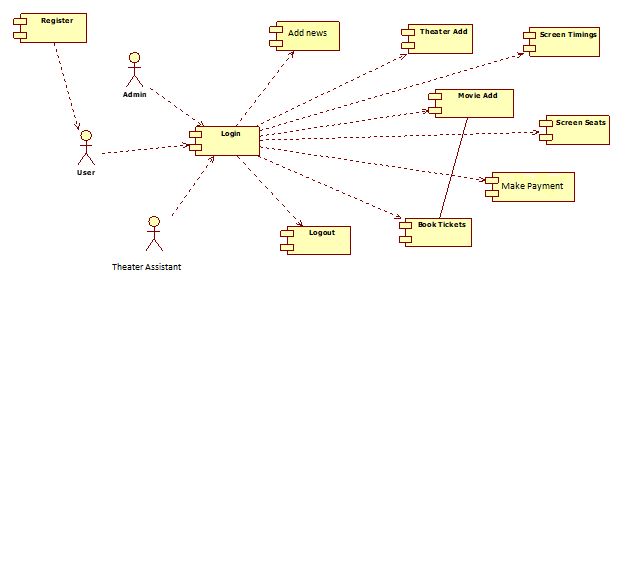 Register
Add news
Theater Add
Screen Timings
Admin
Movie Add
Login
Screen Seats
User
Make Payment
Logout
Book Tickets
Theater Assistant